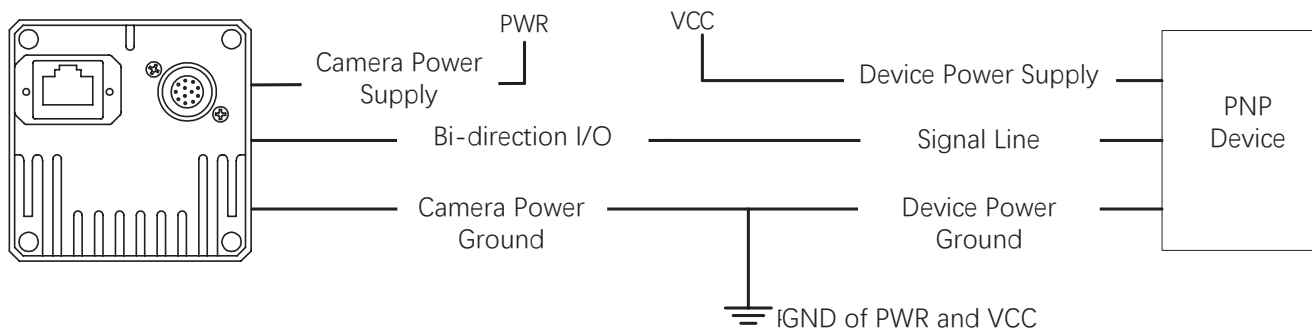 PWR
VCC
Camera Power
Supply
Device Power Supply
PNP
Device
Bi-direction I/O
Signal Line
Camera Power
Ground
Device Power
Ground
GND of PWR and VCC